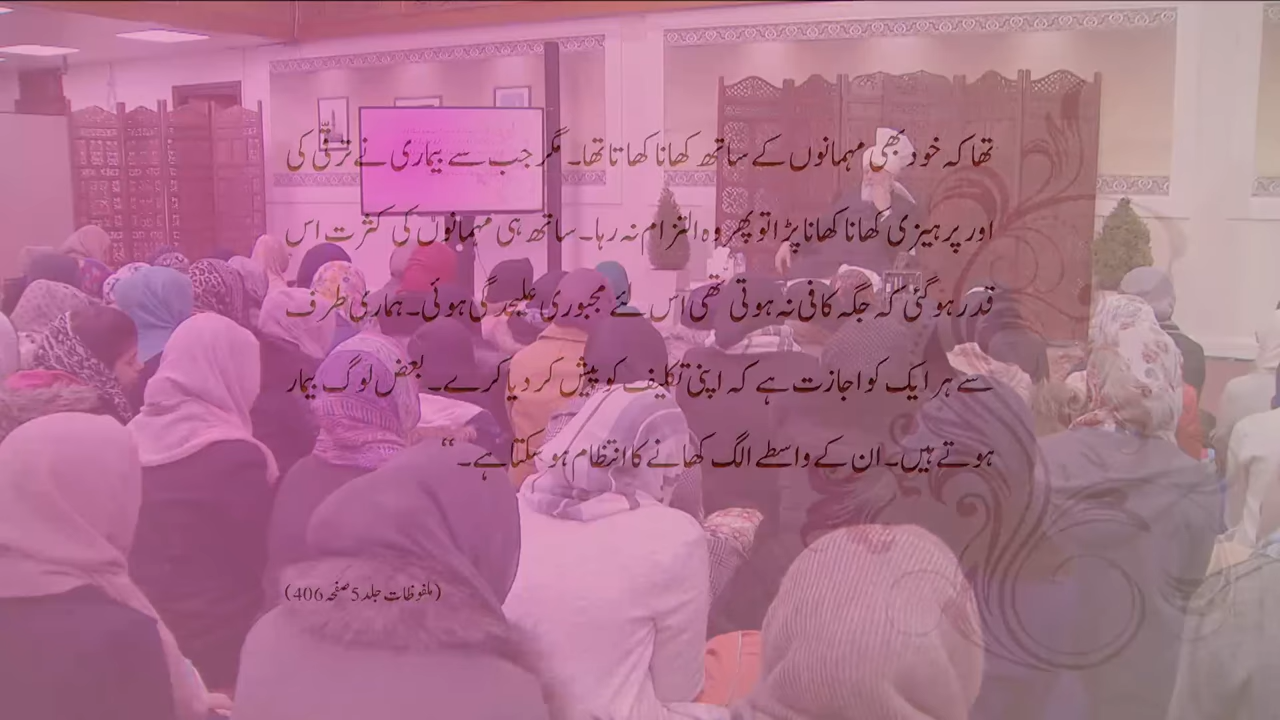 تھا کہ خود بھی مہمانوں کے ساتھ کھانا کھاتا تھا۔ مگر جب سے بیماری نے ترقّی کی
اور پرہیزی کھانا کھانا پڑا تو پھر وہ التزام نہ رہا۔ ساتھ ہی مہمانوں کی کثرت اس
قدر ہو گئی کہ جگہ کافی نہ ہوتی تھی اس لئے مجبوری علیحدگی ہوئی۔ ہماری طرف
سے ہر ایک کو اجازت ہے کہ اپنی تکلیف کو پیش کر دیا کرے۔ بعض لوگ بیمار
ہوتے ہیں۔ ان کے واسطے الگ کھانے کا انتظام ہو سکتا ہے۔“
(ملفوظات جلد 5 صفحہ 406)